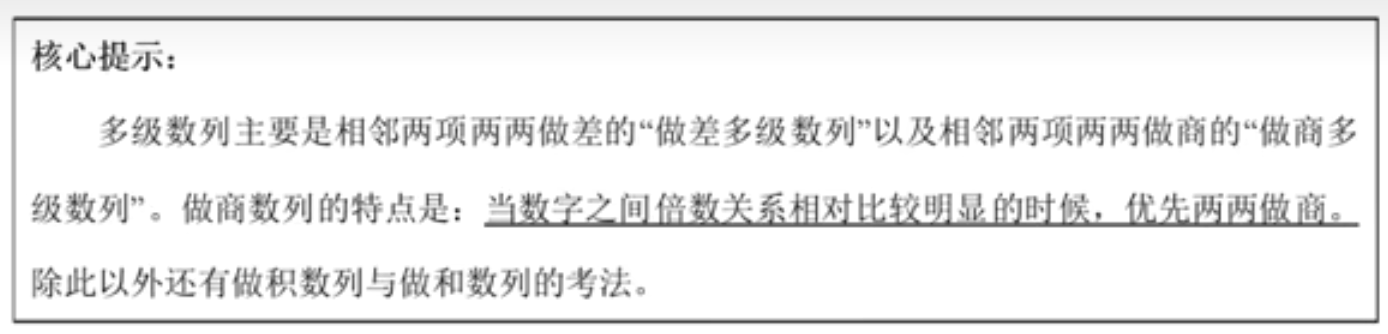 核心提示：
多级数列主要是相邻两项两两做差的“做差多级数列”以及相邻两项两两做商的“做商多
级数列”。做商数列的特点是：当数字之间倍数关系相对比较明显的时候，优先两两做商。
除此以外还有做积数列与做和数列的考法。